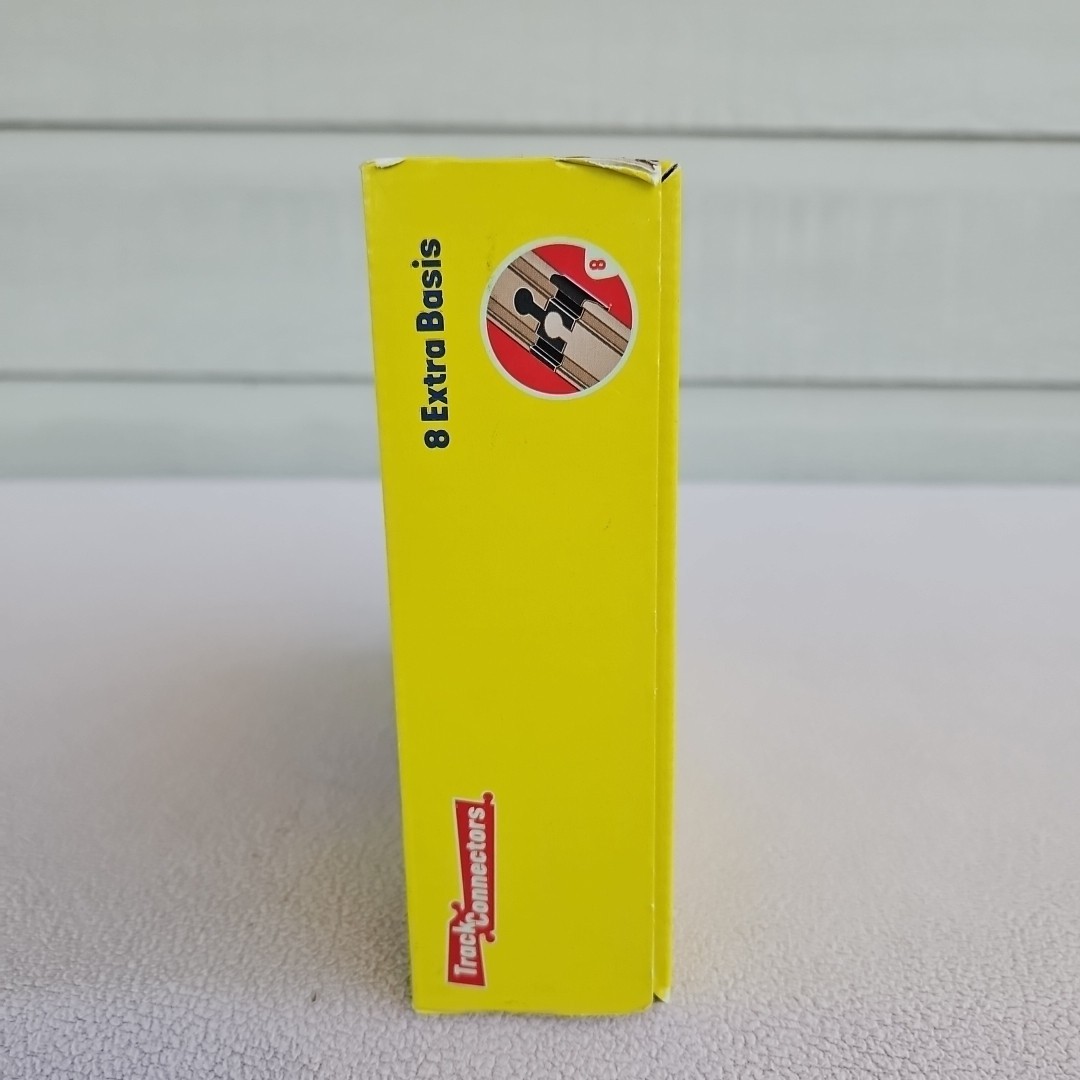 8 Extra Basis
8
Track
Connectors